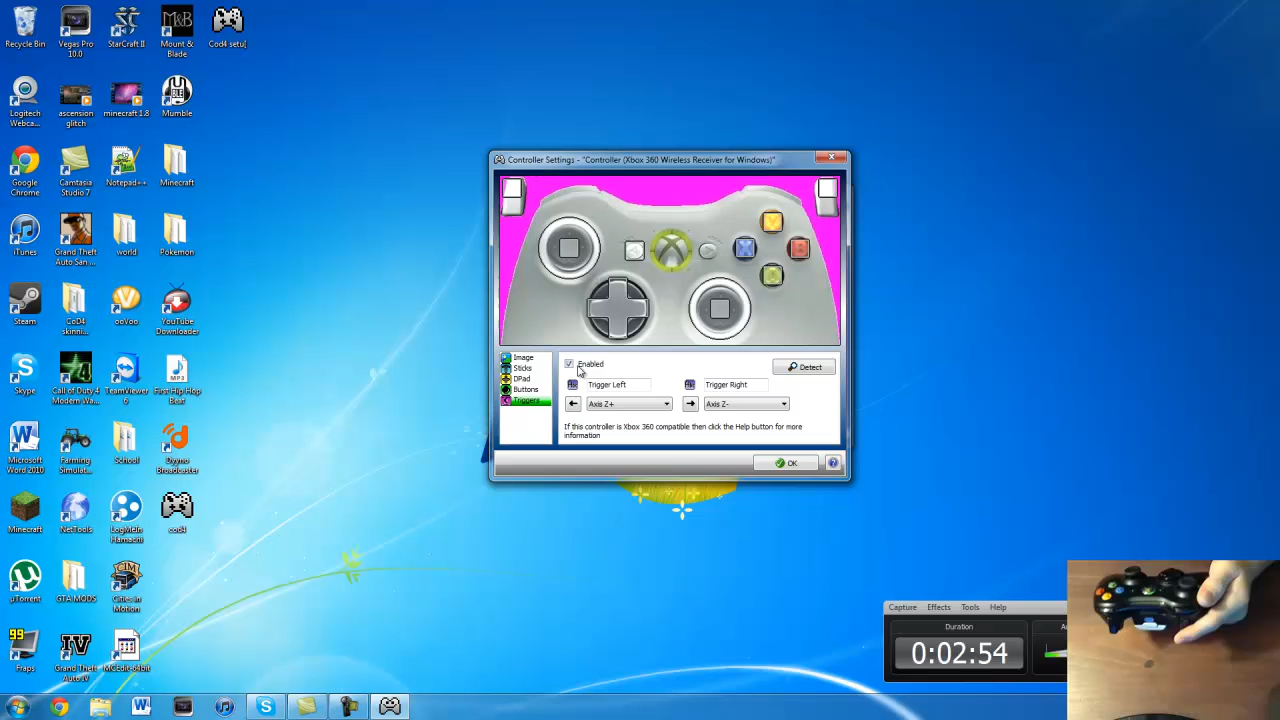 Recycle Bin
Vegas Pro
10.0
StarCraft II
M&B
Mount &
Blade
Cod4 setu[
Logitech
Webca...
ascension
glitch
minecraft 1.8
Mumble
Google
Chrome
Camtasia
Studio 7
Notepad++
Minecraft
iTunes
Grand Theft
Auto San ...
world
Pokemon
Steam
CoD4
skinni...
ooVoo
YouTube
Downloader
Skype
Call of Duty 4
Modern Wa...
TeamViewer
6
First Hip Hop
Beat
MP3
Microsoft
Word 2010
Farming
Simulat...
School
Dyyno
Broadcaster
Minecraft
NetTools
LogMeIn
Hamachi
cod4
µTorrent
GTA MODS
CIM
Cities in
Motion
99
Fraps
IV
Grand Theft
Auto IV
MCEdit-64bit
Controller Settings - "Controller (Xbox 360 Wireless Receiver for Windows)"
Y
X
B
Image
Sticks
DPad
Buttons
Triggers
Enabled
Detect
Trigger Left
Trigger Right
Axis Z+
Axis Z-
If this controller is Xbox 360 compatible then click the Help button for more
information
OK
?
Capture
Effects
Tools
Help
Duration
0:02:54